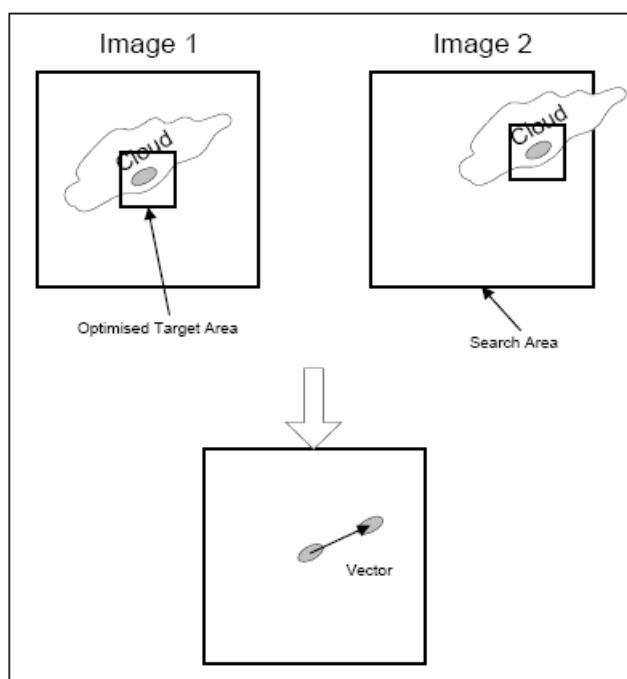 Image 1
Image 2
Cloud
Cloud
Optimised Target Area
Search Area
Vector